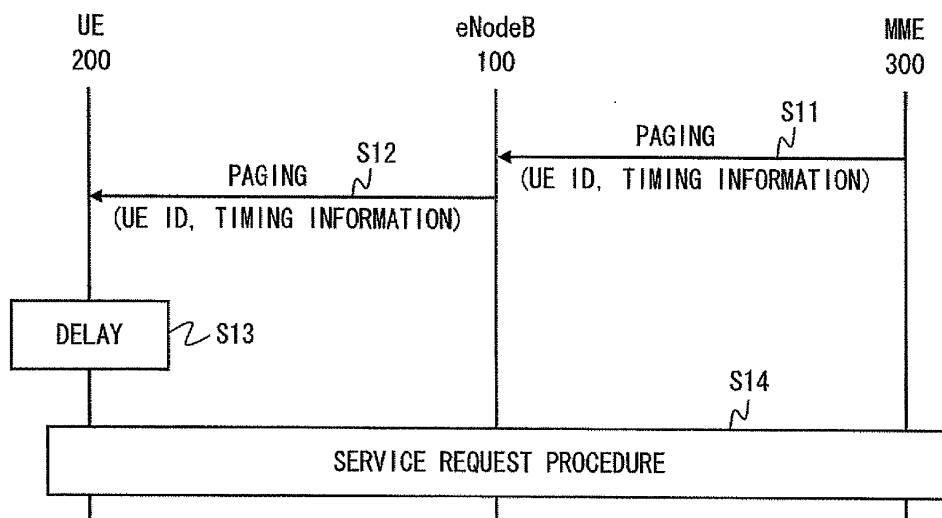 UE
200
eNodeB
100
MME
300
S11
PAGING
(UE ID, TIMING INFORMATION)
S12
PAGING
(UE ID, TIMING INFORMATION)
DELAY
S13
S14
SERVICE REQUEST PROCEDURE